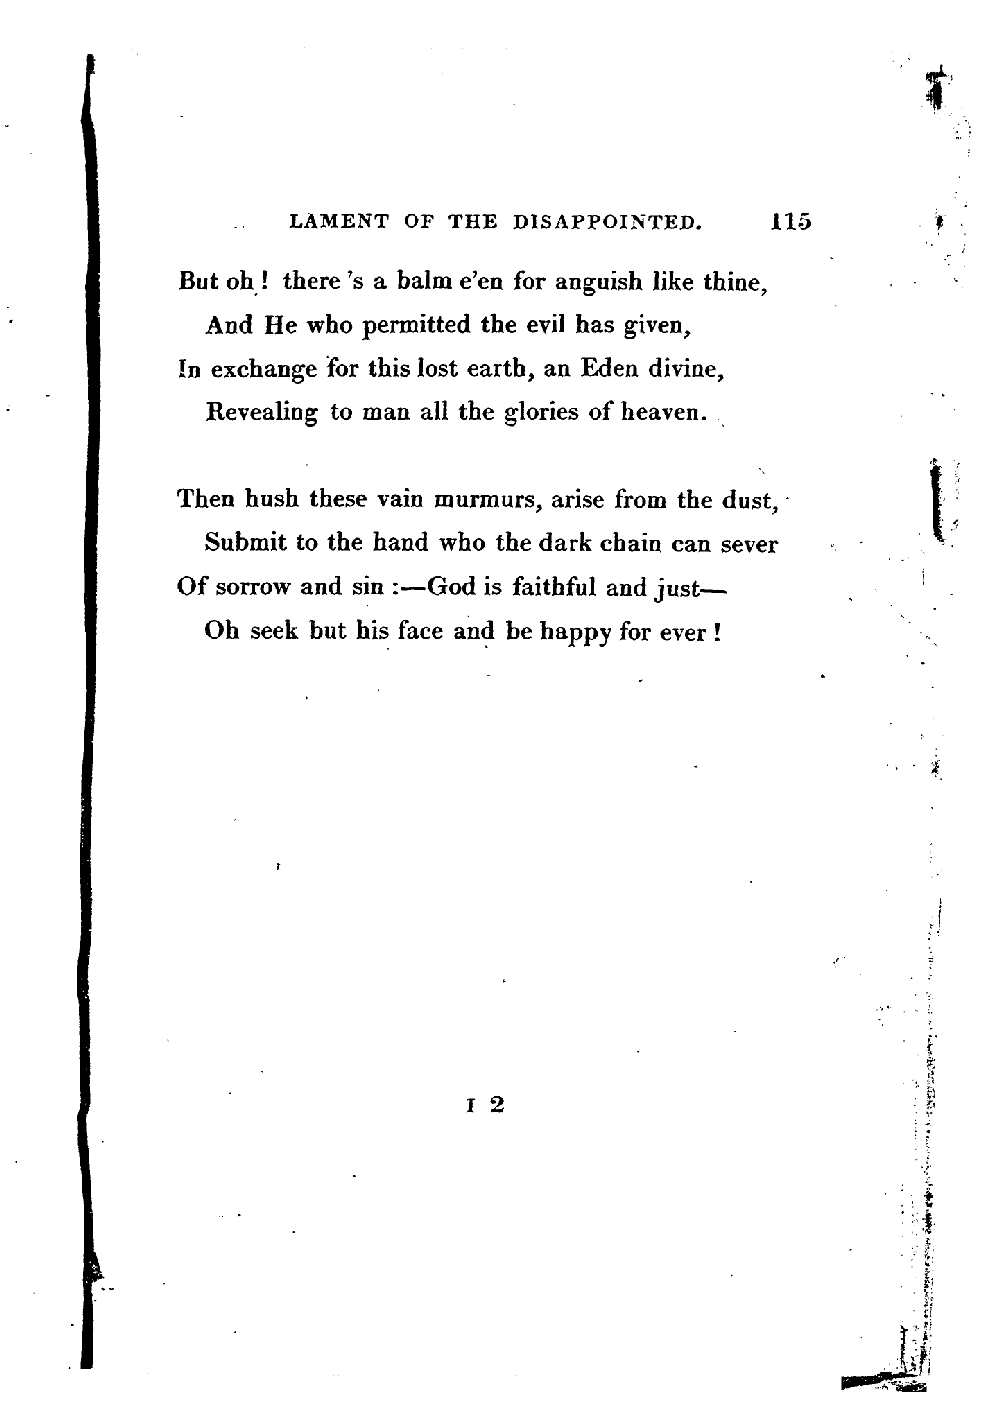 LAMENT OF THE DISAPPOINTED. 115
But oh! there's a balm e'en for anguish like thine,
And He who permitted the evil has given,
In exchange for this lost earth, an Eden divine,
Revealing to man all the glories of heaven.
Then hush these vain murmurs, arise from the dust,
Submit to the hand who the dark chain can sever
Of sorrow and sin :—God is faithful and just—
Oh seek but his face and be happy for ever!
I 2